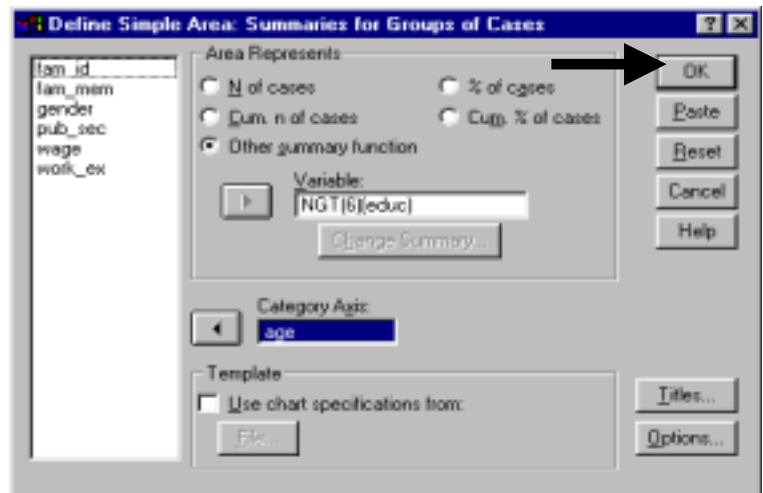 Define Simple Area: Summaries for Groups of Cases
fam_id
fam_mem
gender
pub_sec
wage
work_ex
Area Represents
N of cases
% of cases
Cum. n of cases
Cum. % of cases
Other summary function
Variable:
NGT(6)(educ)
Change Summary...
Category Axis:
age
Template
Use chart specifications from:
File...
OK
Paste
Reset
Cancel
Help
Titles...
Options...